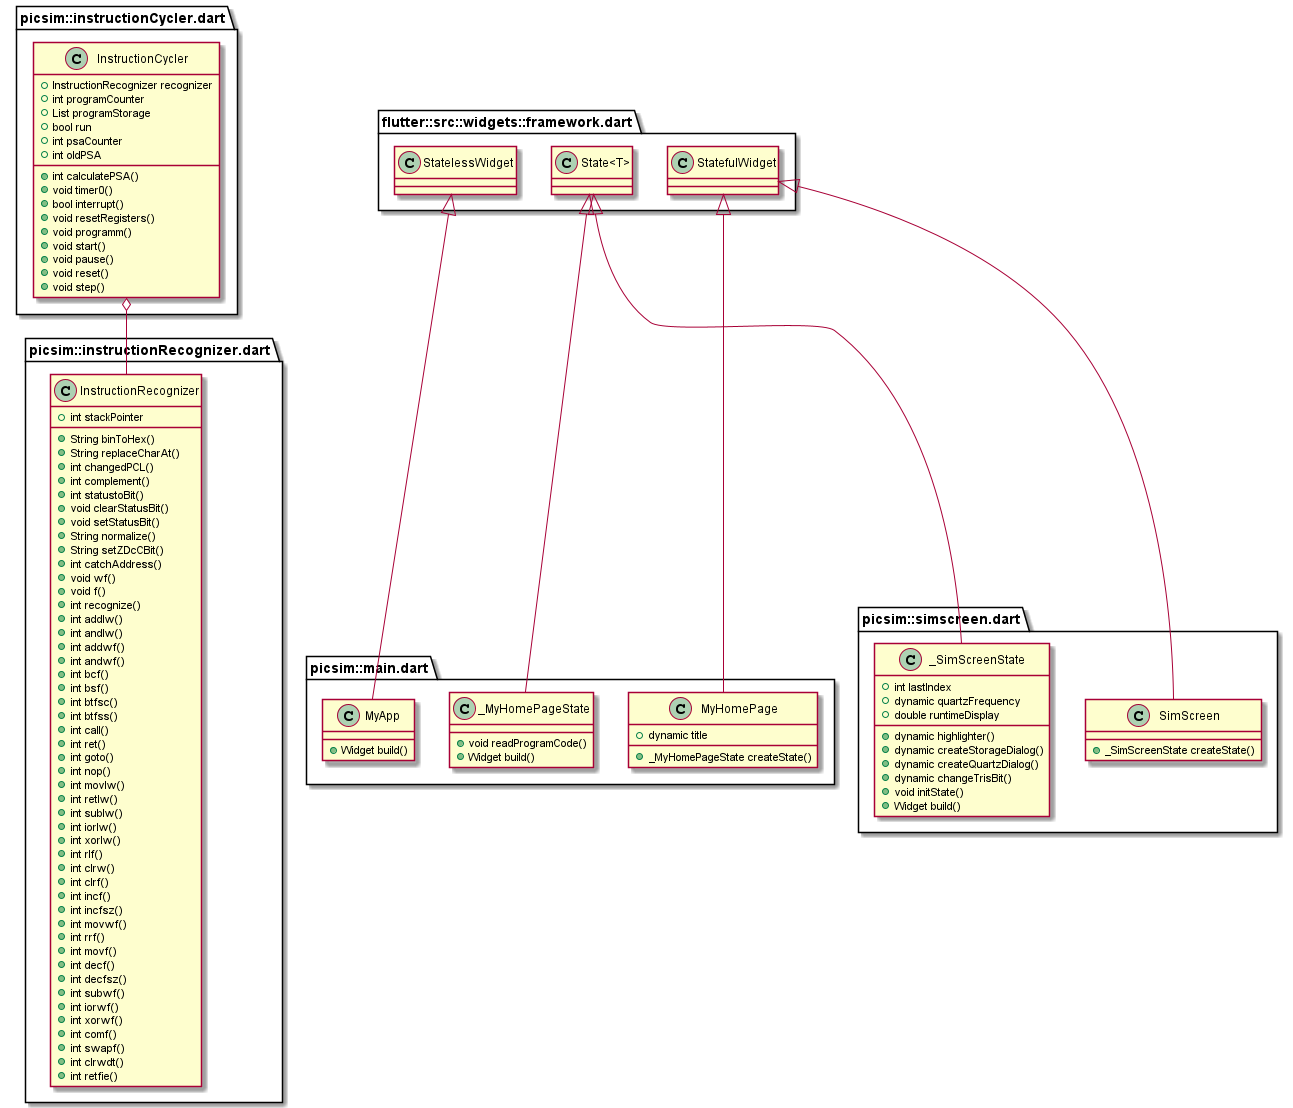 picsim::instructionCycler.dart
C InstructionCycler
InstructionRecognizer recognizer
int programCounter
List programStorage
bool run
int psaCounter
int oldPSA
int calculatePSA()
void timer0()
bool interrupt()
void resetRegisters()
void programm()
void start()
void pause()
void reset()
void step()
picsim::instructionRecognizer.dart
C InstructionRecognizer
int stackPointer
String binToHex()
String replaceCharAt()
int changedPCL()
int complement()
int statustoBit()
void clearStatusBit()
void setStatusBit()
String normalize()
String setZDcCBit()
int catchAddress()
void wf()
void f()
int recognize()
int addlw()
int andlw()
int addwf()
int andwf()
int bcf()
int bsf()
int btfsc()
int btfss()
int call()
int ret()
int goto()
int nop()
int movlw()
int retlw()
int sublw()
int iorlw()
int xorlw()
int rlf()
int clrw()
int clrf()
int incf()
int incfsz()
int movwf()
int rrf()
int movf()
int decf()
int decfsz()
int subwf()
int iorwf()
int xorwf()
int comf()
int swapf()
int clrwdt()
int retfie()
flutter::src::widgets::framework.dart
C StatelessWidget
C State<T>
C StatefulWidget
picsim::main.dart
C MyApp
Widget build()
C _MyHomePageState
void readProgramCode()
Widget build()
C MyHomePage
dynamic title
_MyHomePageState createState()
picsim::simscreen.dart
C _SimScreenState
int lastIndex
dynamic quartzFrequency
double runtimeDisplay
dynamic highlighter()
dynamic createStorageDialog()
dynamic createQuartzDialog()
dynamic changeTrisBit()
void initState()
Widget build()
C SimScreen
_SimScreenState createState()